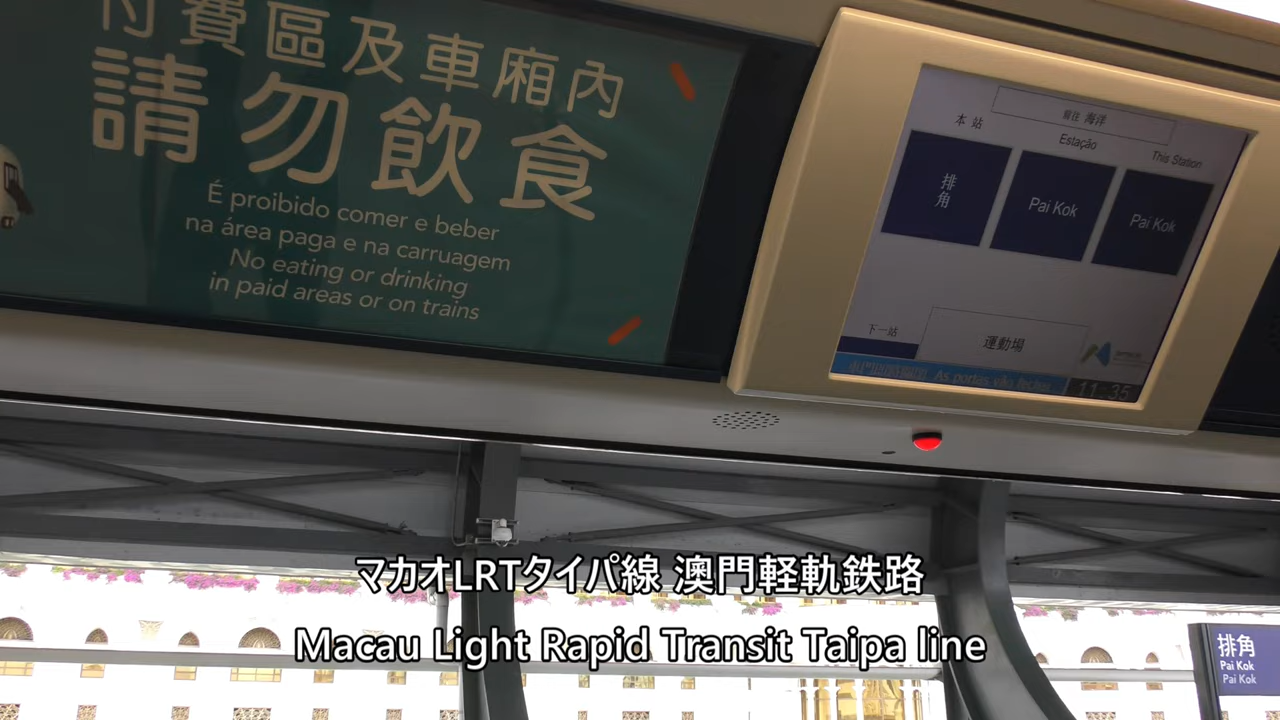 付費區及車廂內
請勿飲食
É proibido comer e beber
na área paga e na carruagem
No eating or drinking
in paid areas or on trains
前往 海洋
本 站
Estação
This Station
排角
Pai Kok
Pai Kok
下一站
運動場
As portas vão fechar
11:35
マカオLRTタイパ線 澳門軽軌鉄路
Macau Light Rapid Transit Taipa line
排角
Pai Kok
Pai Kok